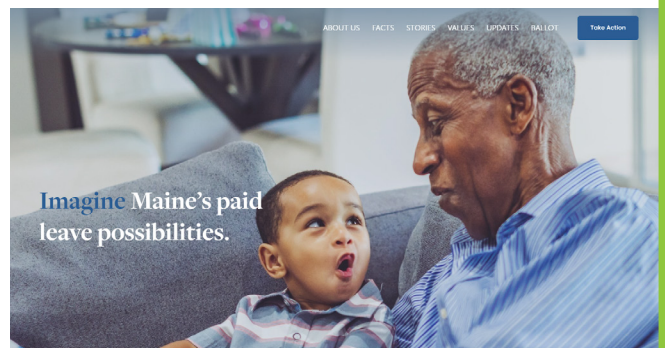 ABOUT US FACTS STORIES VALUES UPDATES BALLOT Take Action
Imagine Maine's paid
leave possibilities.